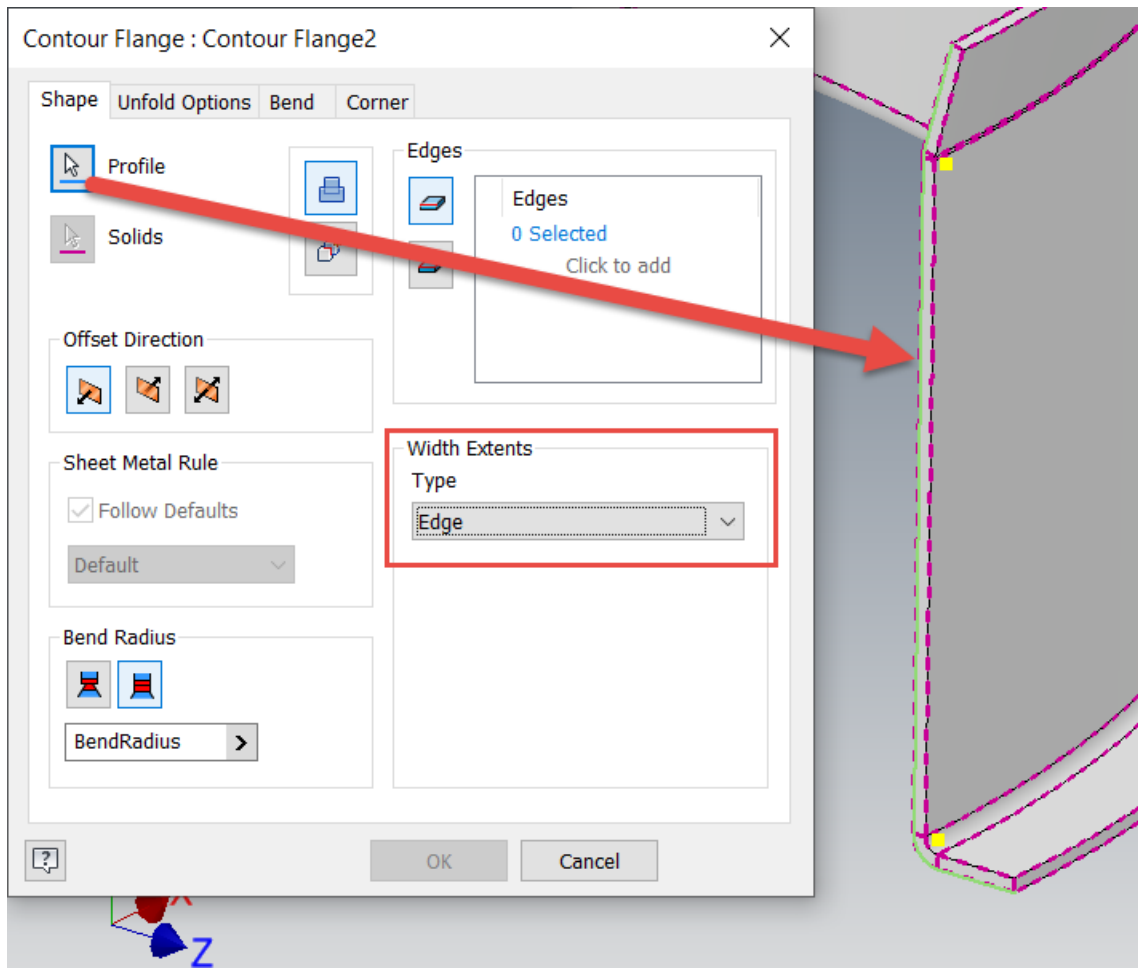 Contour Flange : Contour Flange2
Shape Unfold Options Bend Corner
Profile
Solids
Edges
Edges
0 Selected
Click to add
Offset Direction
Sheet Metal Rule
Follow Defaults
Default
Width Extents
Type
Edge
Bend Radius
BendRadius
OK Cancel
X
Z